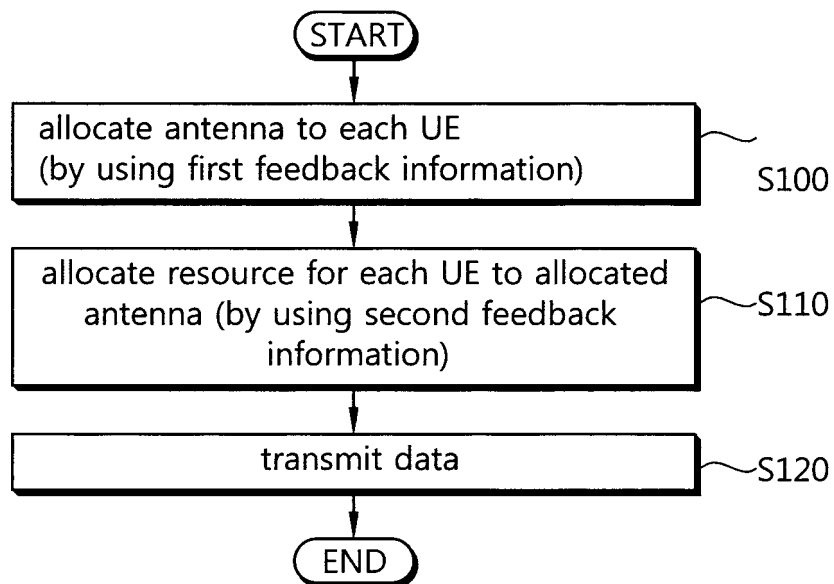 START
allocate antenna to each UE
(by using first feedback information)
S100
allocate resource for each UE to allocated
antenna (by using second feedback
information)
S110
transmit data
S120
END